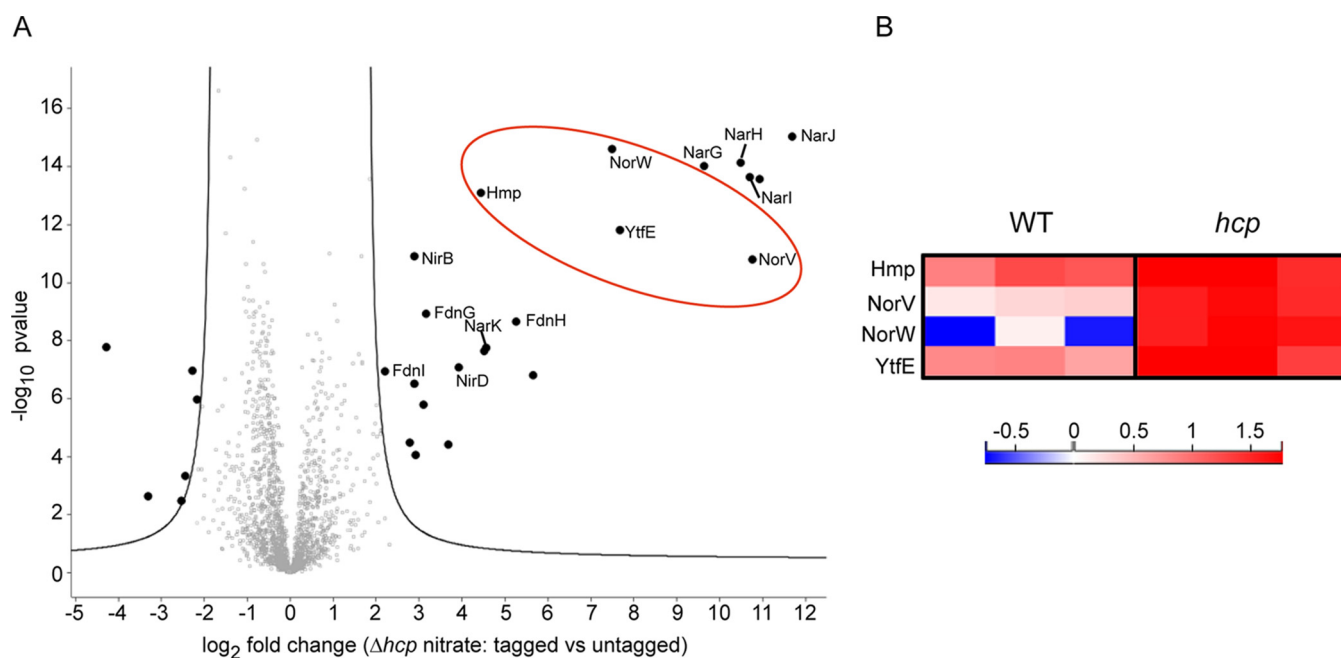 A
B
-log10 pvalue
16
14
12
10
8
6
4
2
0
-5 -4 -3 -2 -1 0 1 2 3 4 5 6 7 8 9 10 11 12
log2 fold change (Δhcp nitrate: tagged vs untagged)
NarH
NarJ
NarG
NorW
NarI
Hmp
YtfE
NirB
NorV
FdnG
FdnH
NarK
FdnI
NirD
WT hcp
Hmp
NorV
NorW
YtfE
-0.5 0 0.5 1 1.5